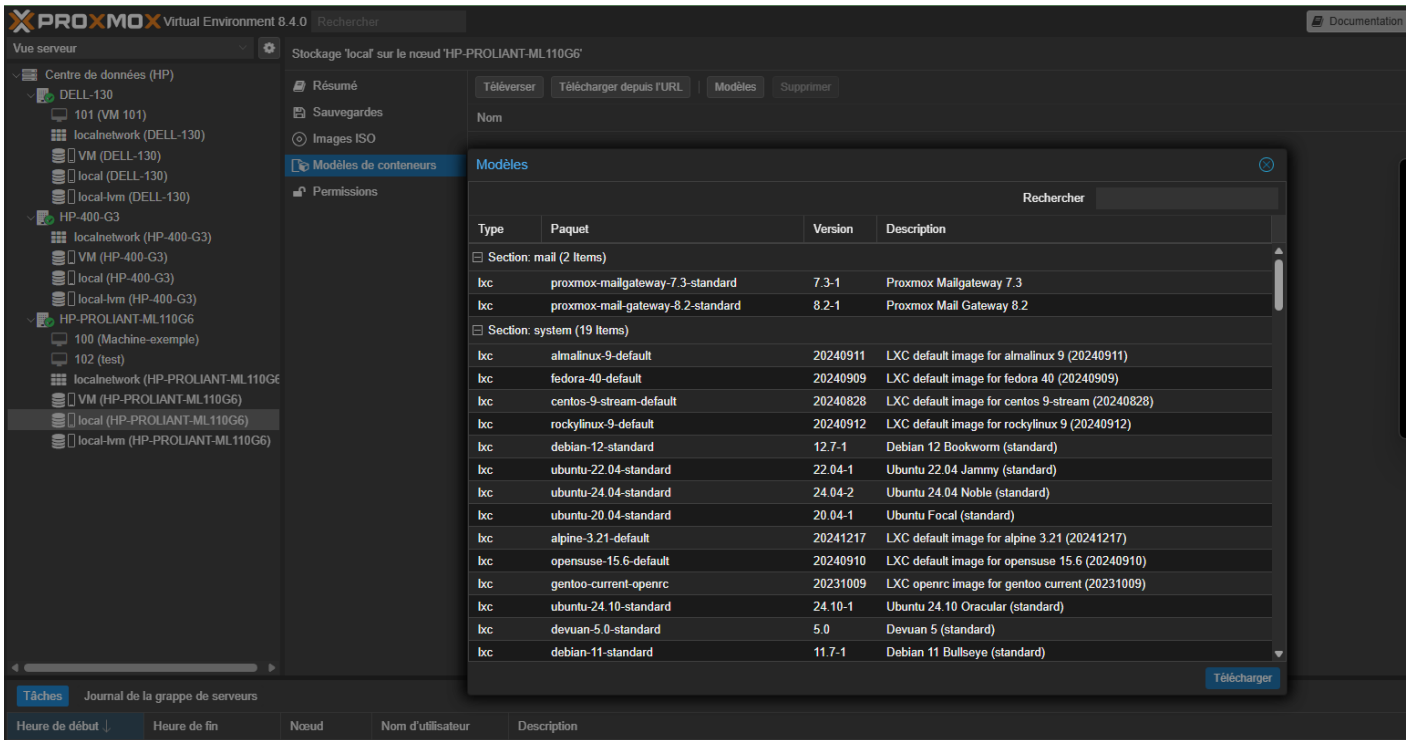 PROXMOX Virtual Environment 8.4.0 Rechercher
Documentation
Vue serveur
Centre de données (HP)
DELL-130
101 (VM 101)
localnetwork (DELL-130)
VM (DELL-130)
local (DELL-130)
local-lvm (DELL-130)
HP-400-G3
localnetwork (HP-400-G3)
VM (HP-400-G3)
local (HP-400-G3)
local-lvm (HP-400-G3)
HP-PROLIANT-ML110G6
100 (Machine-exemple)
102 (test)
localnetwork (HP-PROLIANT-ML110G6
VM (HP-PROLIANT-ML110G6)
local (HP-PROLIANT-ML110G6)
local-lvm (HP-PROLIANT-ML110G6)
Stockage 'local' sur le nœud 'HP-PROLIANT-ML110G6'
Résumé
Sauvegardes
Images ISO
Modèles de conteneurs
Permissions
Téléverser Télécharger depuis l'URL Modèles Supprimer
Nom
Modèles
Rechercher
Type Paquet Version Description
Section: mail (2 Items)
lxc proxmox-mailgateway-7.3-standard 7.3-1 Proxmox Mailgateway 7.3
lxc proxmox-mail-gateway-8.2-standard 8.2-1 Proxmox Mail Gateway 8.2
Section: system (19 Items)
lxc almalinux-9-default 20240911 LXC default image for almalinux 9 (20240911)
lxc fedora-40-default 20240909 LXC default image for fedora 40 (20240909)
lxc centos-9-stream-default 20240828 LXC default image for centos 9-stream (20240828)
lxc rockylinux-9-default 20240912 LXC default image for rockylinux 9 (20240912)
lxc debian-12-standard 12.7-1 Debian 12 Bookworm (standard)
lxc ubuntu-22.04-standard 22.04-1 Ubuntu 22.04 Jammy (standard)
lxc ubuntu-24.04-standard 24.04-2 Ubuntu 24.04 Noble (standard)
lxc ubuntu-20.04-standard 20.04-1 Ubuntu Focal (standard)
lxc alpine-3.21-default 20241217 LXC default image for alpine 3.21 (20241217)
lxc opensuse-15.6-default 20240910 LXC default image for opensuse 15.6 (20240910)
lxc gentoo-current-openrc 20231009 LXC openrc image for gentoo current (20231009)
lxc ubuntu-24.10-standard 24.10-1 Ubuntu 24.10 Oracular (standard)
lxc devuan-5.0-standard 5.0 Devuan 5 (standard)
lxc debian-11-standard 11.7-1 Debian 11 Bullseye (standard)
Télécharger
Tâches Journal de la grappe de serveurs
Heure de début Heure de fin Nœud Nom d'utilisateur Description